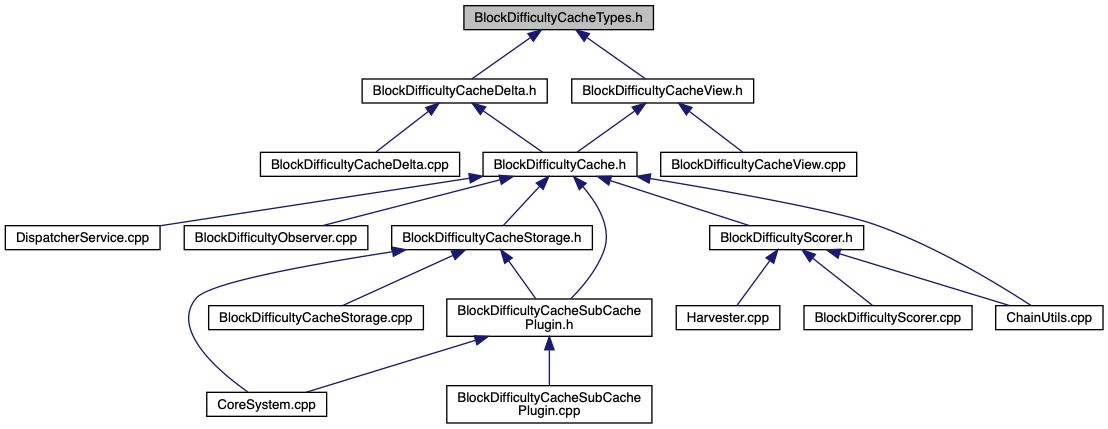 BlockDifficultyCacheTypes.h
BlockDifficultyCacheDelta.h
BlockDifficultyCacheView.h
BlockDifficultyCacheDelta.cpp
BlockDifficultyCache.h
BlockDifficultyCacheView.cpp
DispatcherService.cpp
BlockDifficultyObserver.cpp
BlockDifficultyCacheStorage.h
BlockDifficultyScorer.h
BlockDifficultyCacheStorage.cpp
BlockDifficultyCacheSubCache
Plugin.h
Harvester.cpp
BlockDifficultyScorer.cpp
ChainUtils.cpp
CoreSystem.cpp
BlockDifficultyCacheSubCache
Plugin.cpp